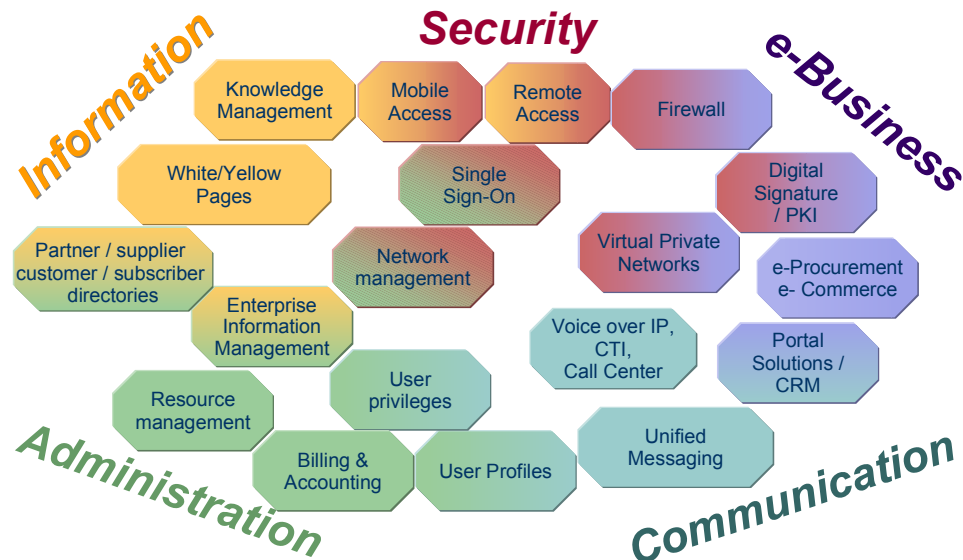 Security
Information
e-Business
Knowledge
Management
Mobile
Access
Remote
Access
Firewall
White/Yellow
Pages
Single
Sign-On
Digital
Signature
/ PKI
Partner / supplier
customer / subscriber
directories
Network
management
Virtual Private
Networks
e-Procurement
e- Commerce
Enterprise
Information
Management
Voice over IP,
CTI,
Call Center
Portal
Solutions /
CRM
Resource
management
User
privileges
Billing &
Accounting
User Profiles
Unified
Messaging
Administration
Communication